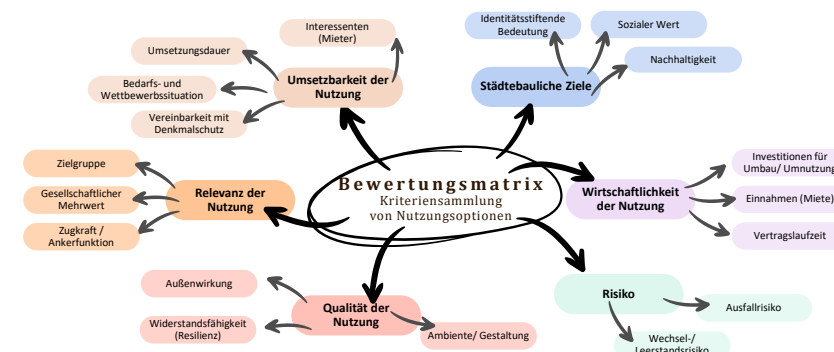 Interessenten
(Mieter)
Umsetzungsdauer
Bedarfs- und
Wettbewerbssituation
Vereinbarkeit mit
Denkmalschutz
Umsetzbarkeit der
Nutzung
Identitätsstiftende
Bedeutung
Sozialer Wert
Nachhaltigkeit
Städtebauliche Ziele
Zielgruppe
Gesellschaftlicher
Mehrwert
Zugkraft /
Ankerfunktion
Relevanz der
Nutzung
Bewertungsmatrix
Kriteriensammlung
von Nutzungsoptionen
Wirtschaftlichkeit
der Nutzung
Investitionen für
Umbau/ Umnutzung
Einnahmen (Miete)
Vertragslaufzeit
Außenwirkung
Widerstandsfähigkeit
(Resilienz)
Qualität der
Nutzung
Ambiente/ Gestaltung
Risiko
Ausfallrisiko
Wechsel-/
Leerstandsrisiko